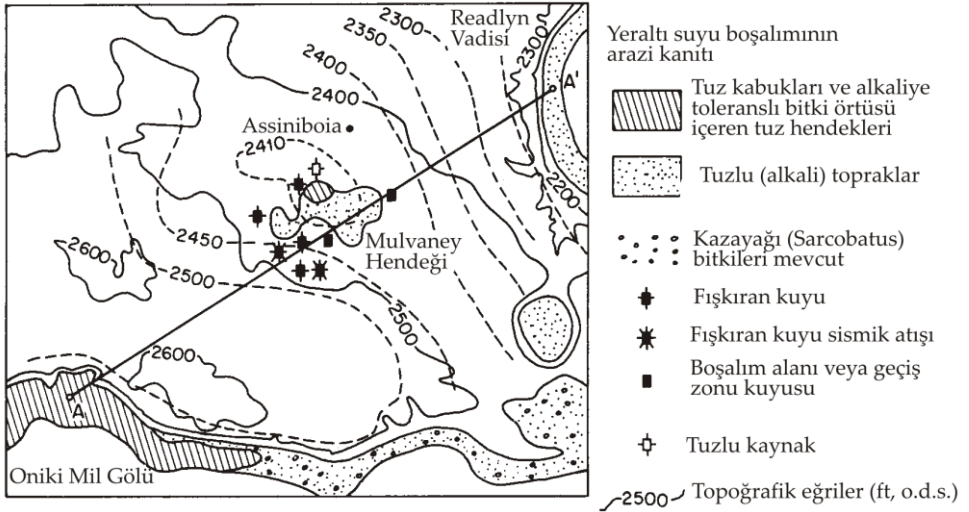 Readlyn
Vadisi
2300
2350
2400
2400
2300
A'
Assiniboia
2410
2200
2450
Mulvaney
Hendeği
2600
2500
2500
2600
A
Oniki Mil Gölü
Yeraltı suyu boşalımının
arazi kanıtı
Tuz kabukları ve alkaliye
toleranslı bitki örtüsü
içeren tuz hendekleri
Tuzlu (alkali) topraklar
Kazayağı (Sarcobatus)
bitkileri mevcut
Fışkıran kuyu
Fışkıran kuyu sismik atışı
Boşalım alanı veya geçiş
zonu kuyusu
Tuzlu kaynak
2500 Topoğrafik eğriler (ft, o.d.s.)